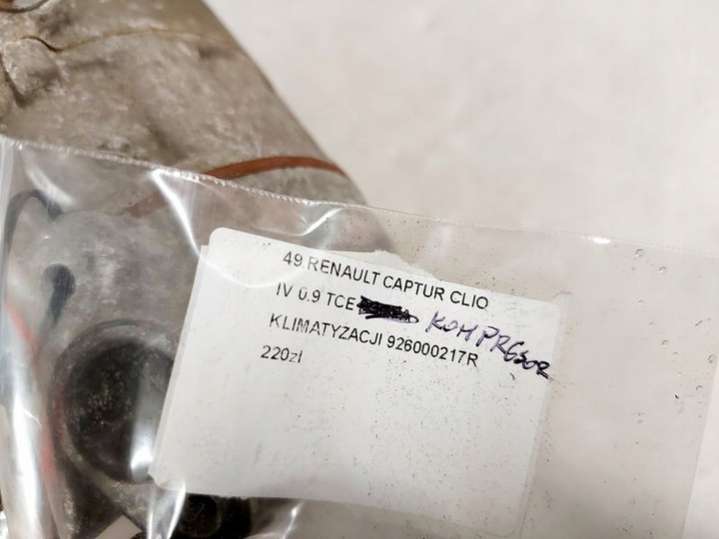 49 RENAULT CAPTUR CLIO
IV 0.9 TCE KOMPRESOR
KLIMATYZACJI 926000217R
220zł